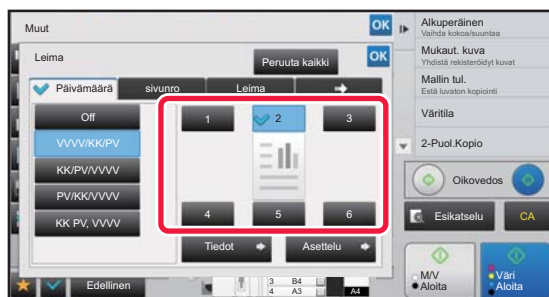 Muut
OK
Leima
Peruuta kaikki
OK
Päivämäärä
sivunro
Leima
Off
VVVV/KK/PV
KK/PV/VVVV
PV/KK/VVVV
KK PV, VVVV
1
2
3
4
5
6
Tiedot
Asettelu
Edellinen
3 B4
4 A3
A4
Alkuperäinen
Vaihda kokoa/suuntaa
Mukaut. kuva
Yhdistä rekisteröidyt kuvat
Mallin tul.
Estä luvaton kopiointi
Väritila
2-Puol.Kopio
Oikovedos
Esikatselu
CA
M/V
Aloita
Väri
Aloita